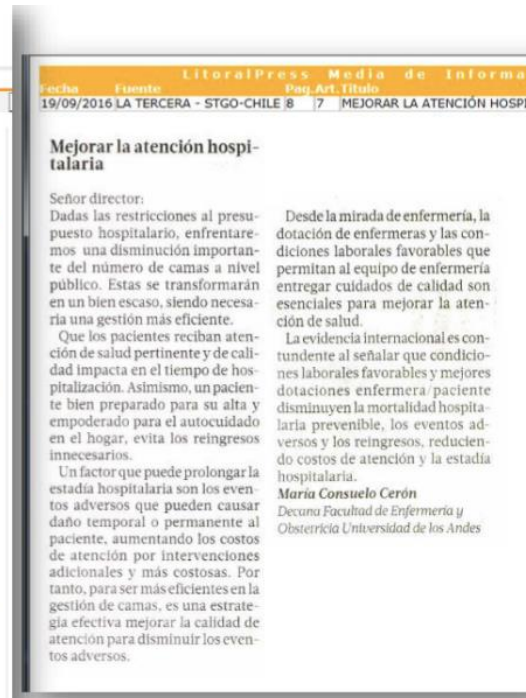 LitoralPress Media de Informa
Fecha Fuente Pag. Art. Titulo
19/09/2016 LA TERCERA - STGO-CHILE 8 7 MEJORAR LA ATENCIÓN HOSPI
Mejorar la atención hospi-
talaria
Señor director:
Dadas las restricciones al presu-
puesto hospitalario, enfrentare-
mos una disminución importan-
te del número de camas a nivel
público. Estas se transformarán
en un bien escaso, siendo necesa-
ria una gestión más eficiente.
Que los pacientes reciban aten-
ción de salud pertinente y de cali-
dad impacta en el tiempo de hos-
pitalización. Asimismo, un pacien-
te bien preparado para su alta y
empoderado para el autocuidado
en el hogar, evita los reingresos
innecesarios.
Un factor que puede prolongar la
estadía hospitalaria son los even-
tos adversos que pueden causar
daño temporal o permanente al
paciente, aumentando los costos
de atención por intervenciones
adicionales y más costosas. Por
tanto, para ser más eficientes en la
gestión de camas, es una estrate-
gia efectiva mejorar la calidad de
atención para disminuir los even-
tos adversos.
Desde la mirada de enfermería, la
dotación de enfermeras y las con-
diciones laborales favorables que
permitan al equipo de enfermería
entregar cuidados de calidad son
esenciales para mejorar la aten-
ción de salud.
La evidencia internacional es con-
tundente al señalar que condicio-
nes laborales favorables y mejores
dotaciones enfermera/paciente
disminuyen la mortalidad hospita-
laria prevenible, los eventos ad-
versos y los reingresos, reducien-
do costos de atención y la estadía
hospitalaria.
María Consuelo Cerón
Decana Facultad de Enfermería y
Obstetricia Universidad de los Andes